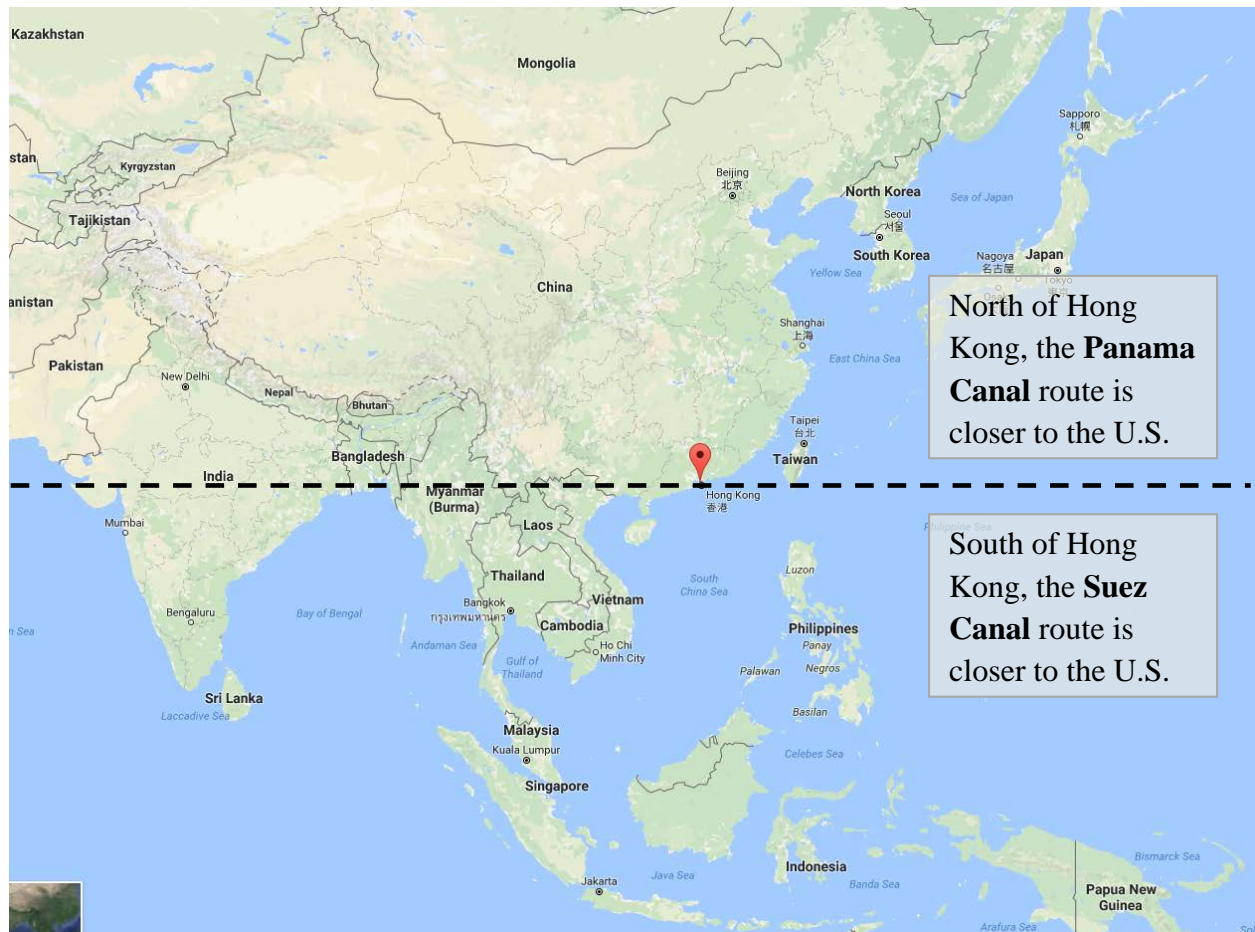 Kazakhstan
Mongolia
Sapporo
札幌
stan
Kyrgyzstan
Beijing
北京
North Korea
Sea of Japan
Tajikistan
Seoul
서울
South Korea
Nagoya
名古屋
Japan
Tokyo
Yellow Sea
anistan
China
Shanghai
上海
East China Sea
North of Hong
Kong, the Panama
Canal route is
closer to the U.S.
Pakistan
New Delhi
Nepal
Bhutan
Taipei
台北
Taiwan
Bangladesh
India
Myanmar
(Burma)
Hong Kong
香港
Mumbai
Laos
Philippine Sea
South of Hong
Kong, the Suez
Canal route is
closer to the U.S.
Thailand
South
China Sea
Luzon
Bengaluru
Bay of Bengal
Bangkok
กรุงเทพมหานคร
Vietnam
Cambodia
Philippines
n Sea
Andaman Sea
Gulf of
Thailand
Ho Chi
Minh City
Panay
Negros
Palawan
Sri Lanka
Laccadive Sea
Basilan
Malaysia
Kuala Lumpur
Celebes Sea
Singapore
Indonesia
Jakarta
Java Sea
Banda Sea
Bismarck Sea
Papua New
Guinea
Arafura Sea
So